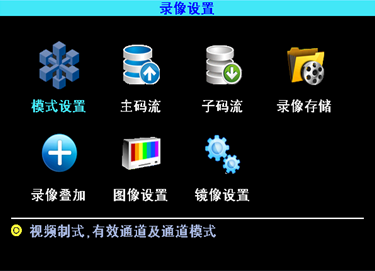 录像设置
模式设置 主码流 子码流 录像存储
录像叠加 图像设置 镜像设置
视频制式,有效通道及通道模式